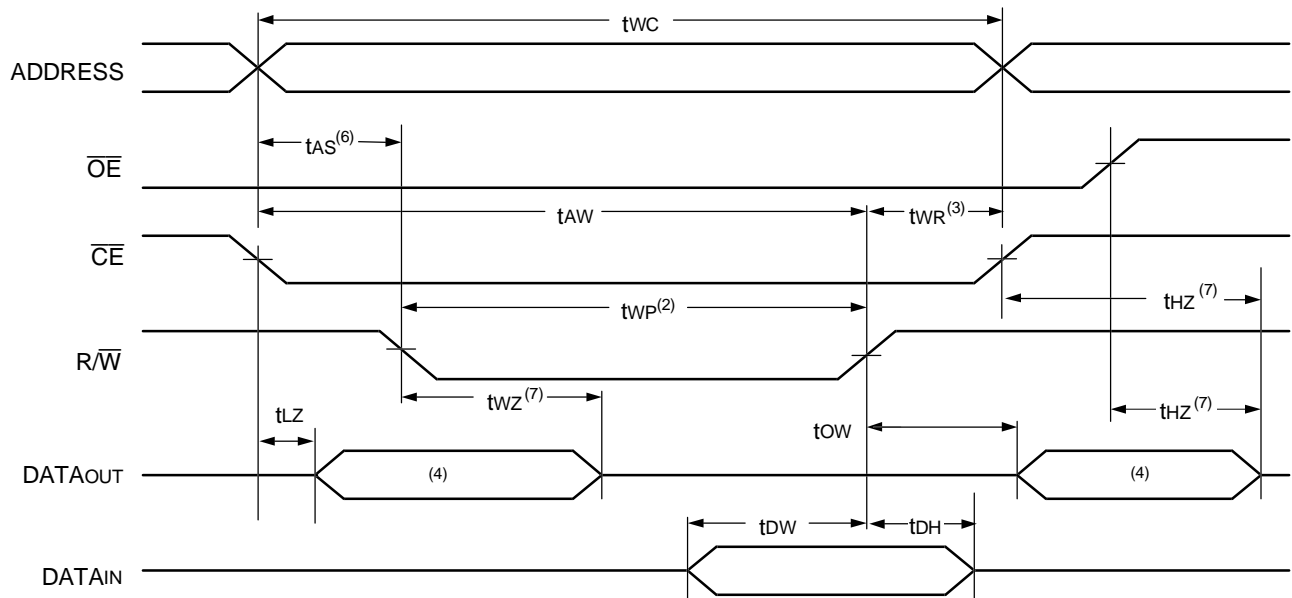 tWC
ADDRESS
tAS(6)
OE
tAW
tWR(3)
CE
tWP(2)
tHZ(7)
R/W
tWZ(7)
tHZ(7)
tLZ
tOW
DATAOUT
(4)
(4)
tDW
tDH
DATAIN